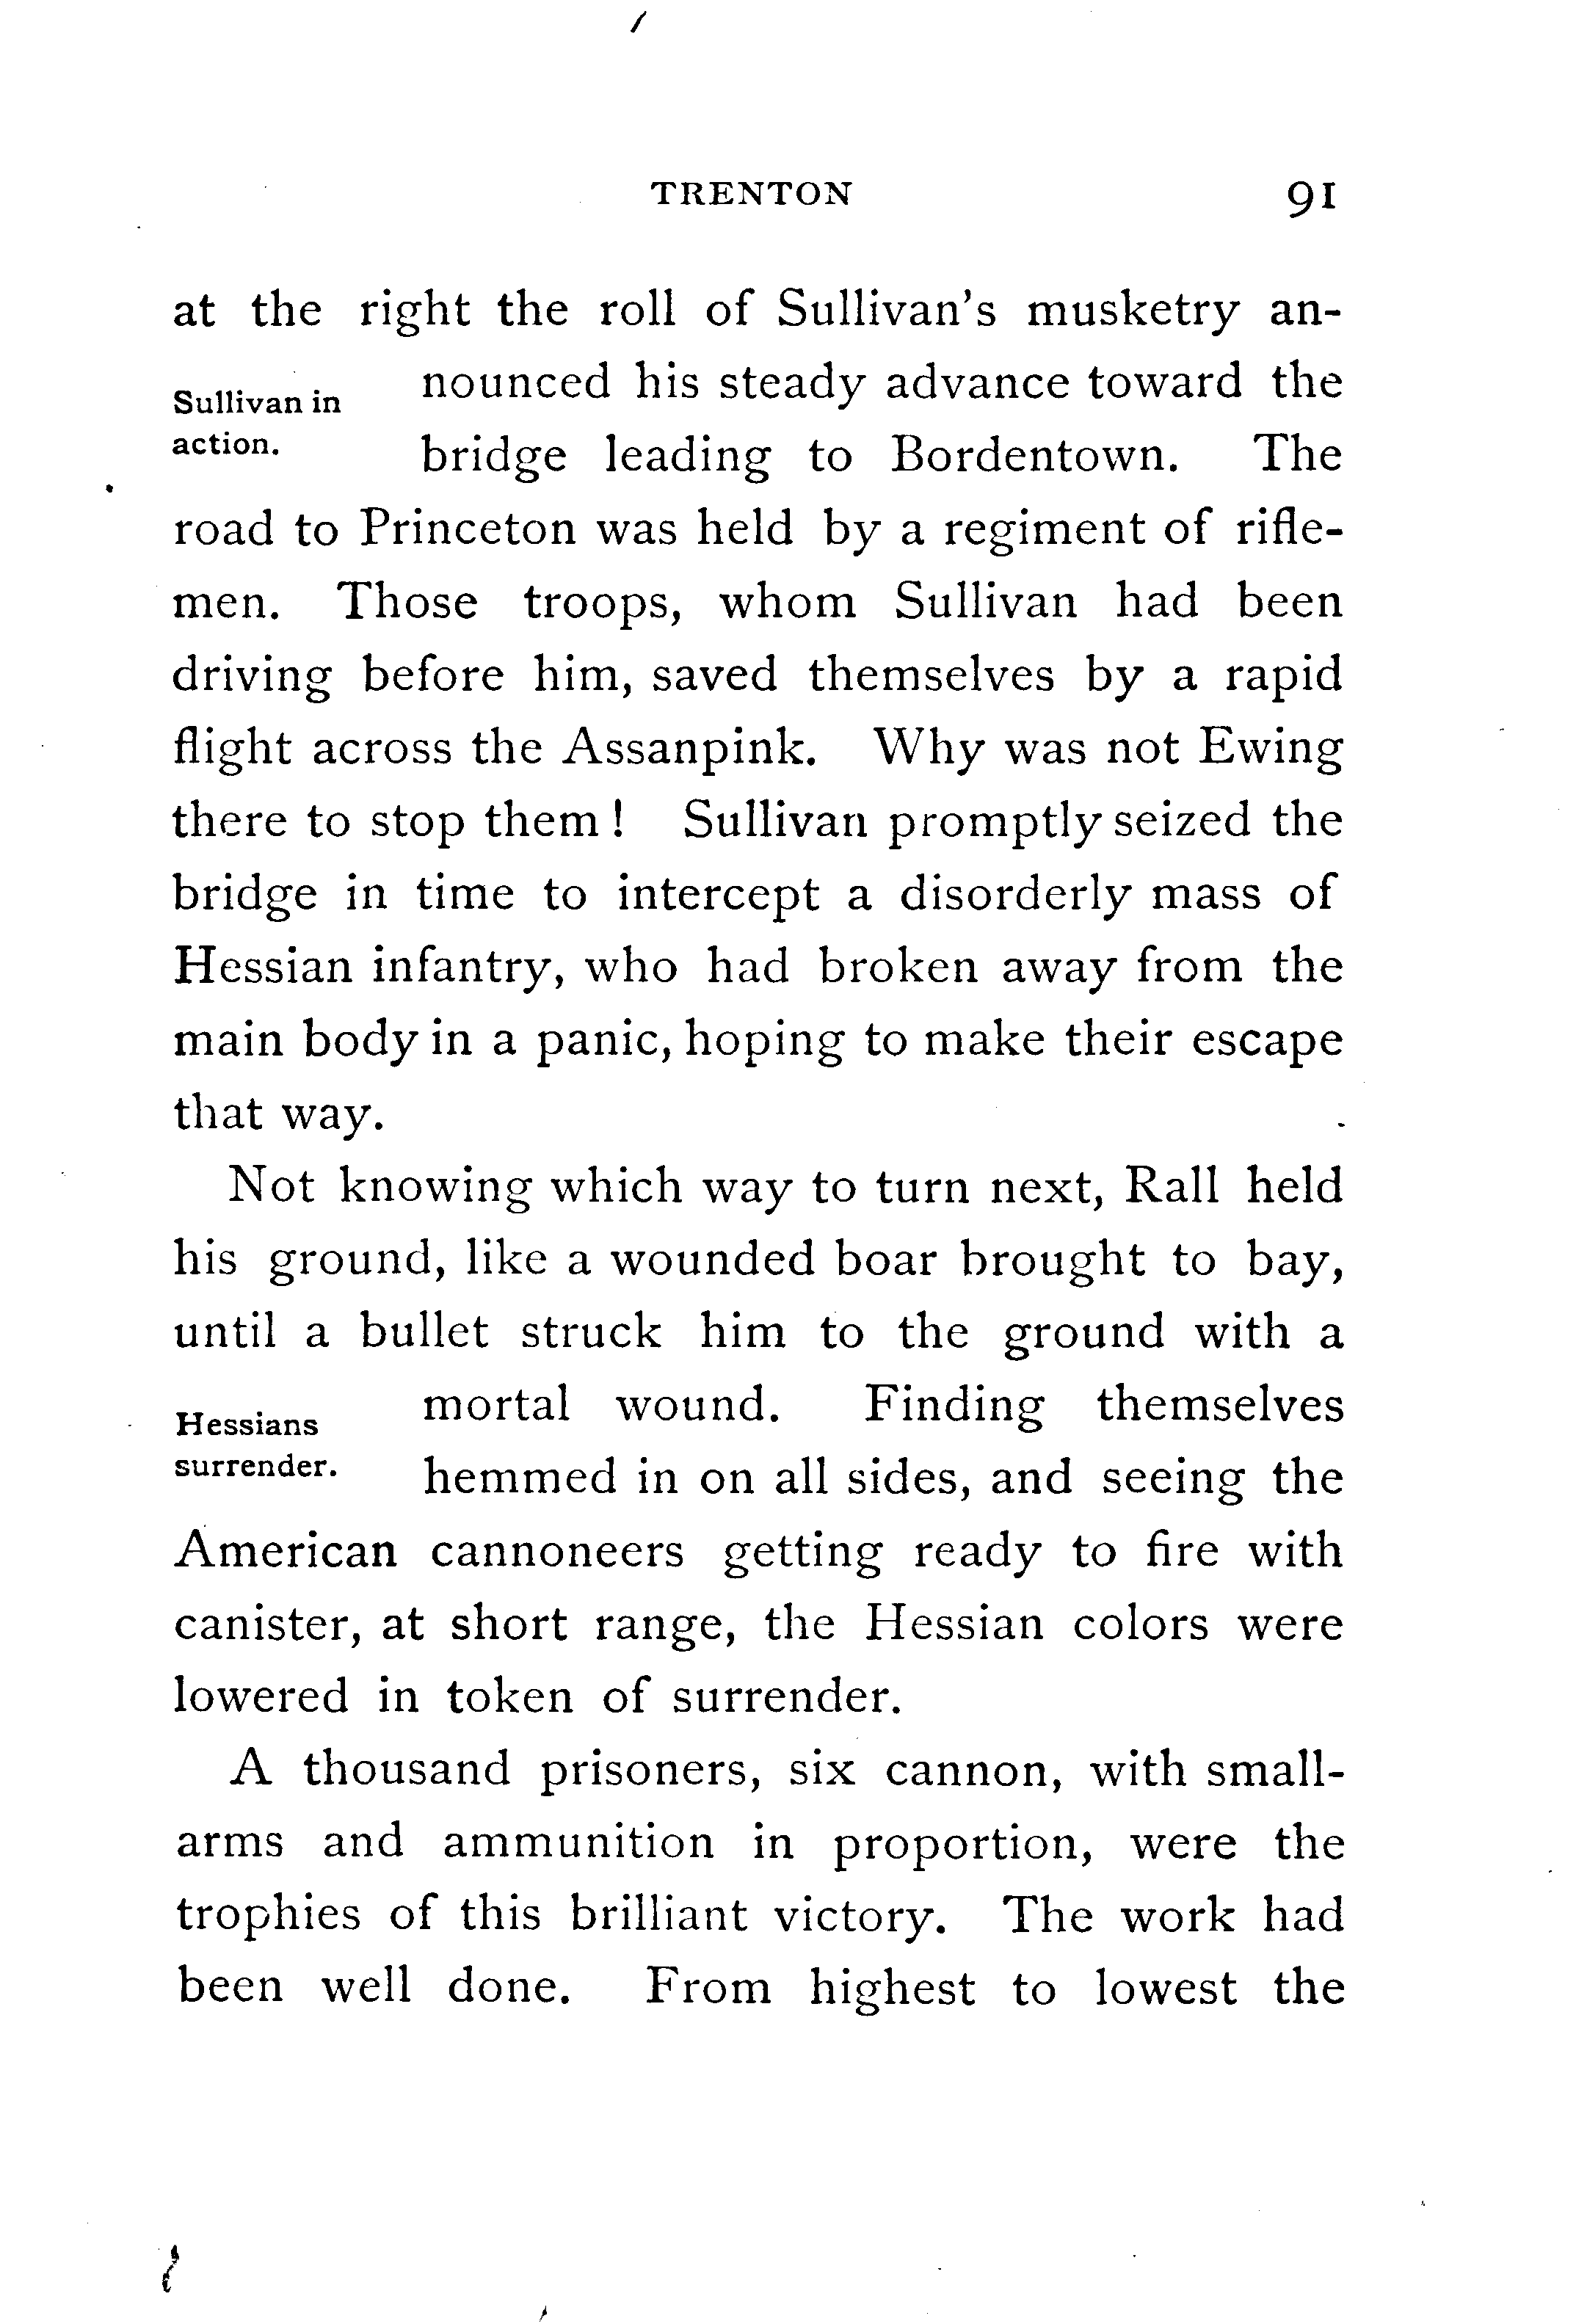 TRENTON 91
at the right the roll of Sullivan's musketry an-
Sullivan in
action.
nounced his steady advance toward the
bridge leading to Bordentown. The
road to Princeton was held by a regiment of rifle-
men. Those troops, whom Sullivan had been
driving before him, saved themselves by a rapid
flight across the Assanpink. Why was not Ewing
there to stop them! Sullivan promptly seized the
bridge in time to intercept a disorderly mass of
Hessian infantry, who had broken away from the
main body in a panic, hoping to make their escape
that way.
Not knowing which way to turn next, Rall held
his ground, like a wounded boar brought to bay,
until a bullet struck him to the ground with a
Hessians
surrender.
mortal wound. Finding themselves
hemmed in on all sides, and seeing the
American cannoneers getting ready to fire with
canister, at short range, the Hessian colors were
lowered in token of surrender.
A thousand prisoners, six cannon, with small-
arms and ammunition in proportion, were the
trophies of this brilliant victory. The work had
been well done. From highest to lowest the